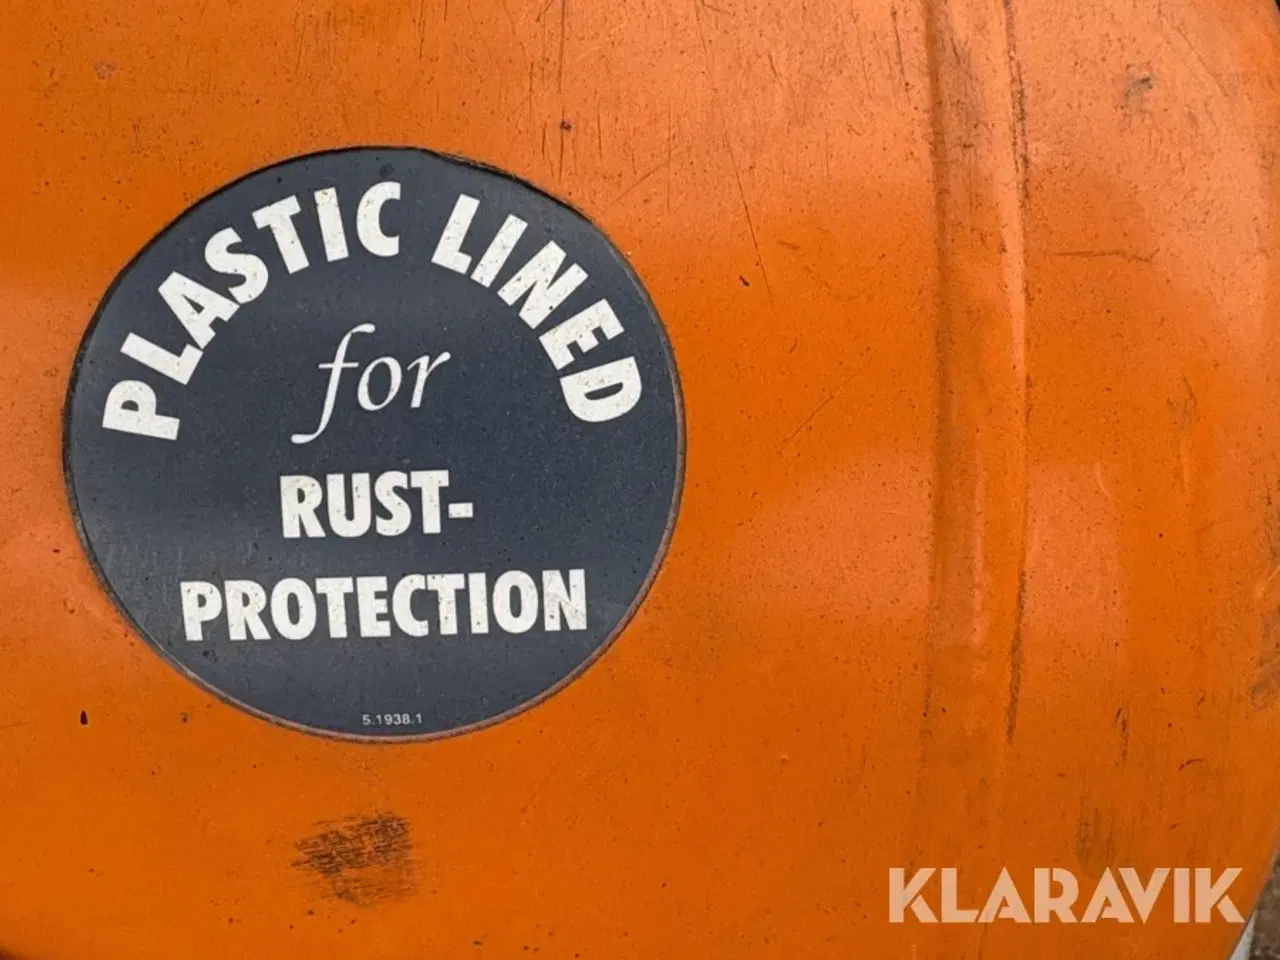 PLASTIC LINED
for
RUST-
PROTECTION
5.1938.1
KLARAVIK